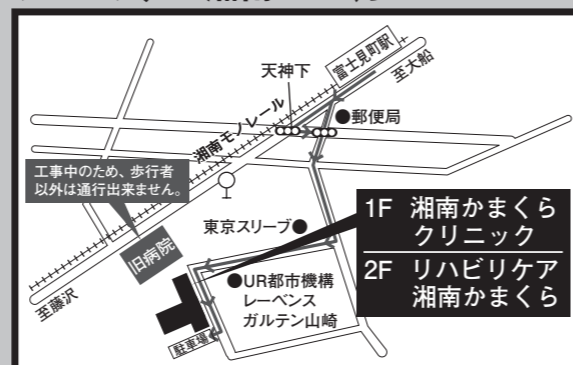 富士見町駅
至大船
天神下
●郵便局
湘南モノレール
工事中のため、歩行者
以外は通行出来ません。
旧病院
東京スリーブ●
1F 湘南かまくら
クリニック
2F リハビリケア
湘南かまくら
●UR都市機構
レーベンス
ガルテン山崎
至藤沢
駐車場